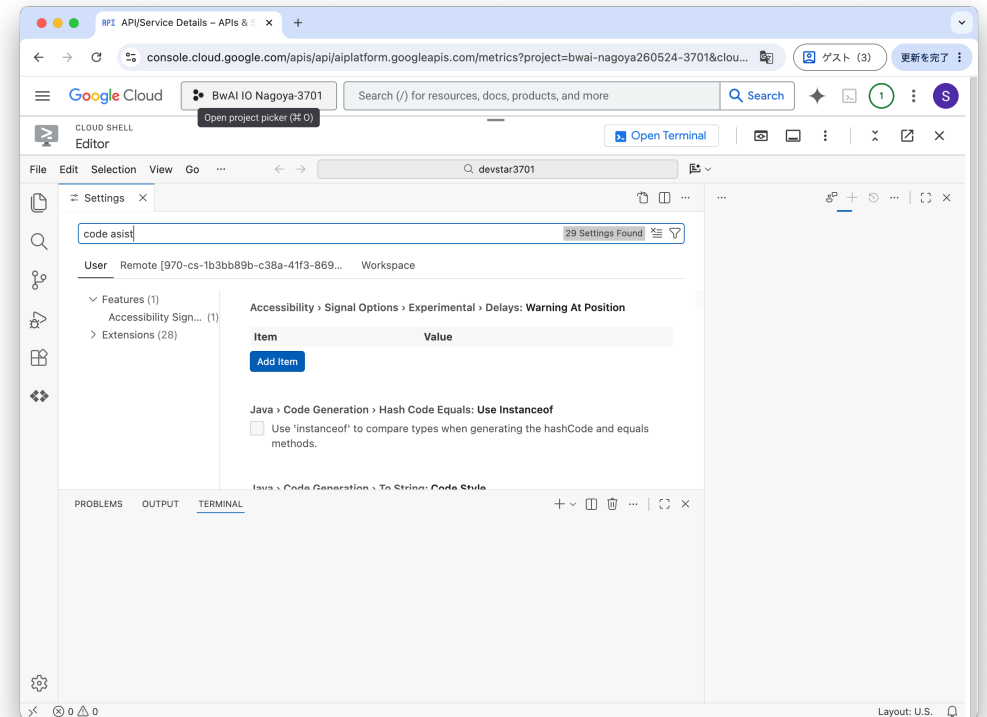 API API/Service Details – APIs & S
console.cloud.google.com/apis/api/aiplatform.googleapis.com/metrics?project=bwai-nagoya260524-3701&clou...
ゲスト (3)
更新を完了
Google Cloud
BwAI IO Nagoya-3701
Search (/) for resources, docs, products, and more
Search
1
S
Open project picker (⌘ O)
CLOUD SHELL
Editor
Open Terminal
File Edit Selection View Go ...
devstar3701
Settings
code asist
29 Settings Found
User Remote [970-cs-1b3bb89b-c38a-41f3-869... Workspace
Features (1)
Accessibility Sign... (1)
Extensions (28)
Accessibility › Signal Options › Experimental › Delays: Warning At Position
Item Value
Add Item
Java › Code Generation › Hash Code Equals: Use Instanceof
Use 'instanceof' to compare types when generating the hashCode and equals
methods.
Java › Code Generation › To String: Code Style
PROBLEMS OUTPUT TERMINAL
0 0
Layout: U.S.